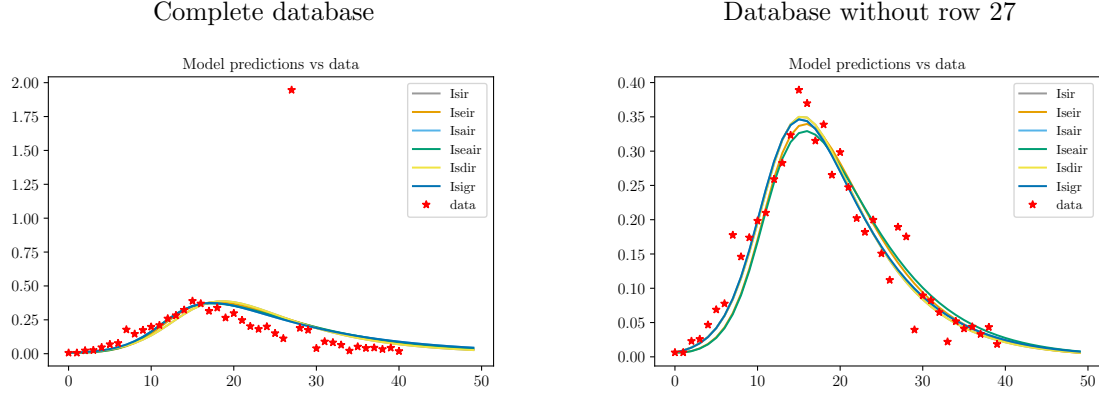 Complete database
Database without row 27
Model predictions vs data
2.00
1.75
1.50
1.25
1.00
0.75
0.50
0.25
0.00
0
10
20
30
40
50
Isir
Iseir
Isair
Iseair
Isdir
Isigr
data
Model predictions vs data
0.40
0.35
0.30
0.25
0.20
0.15
0.10
0.05
0.00
0
10
20
30
40
50
Isir
Iseir
Isair
Iseair
Isdir
Isigr
data